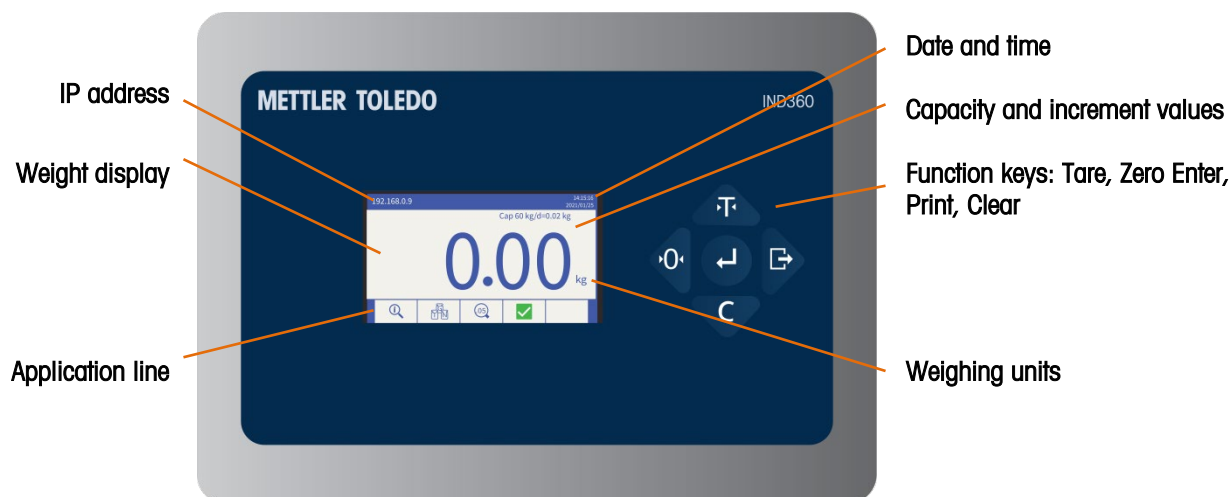 Date and time
IP address
METTLER TOLEDO
IND360
Capacity and increment values
Weight display
Function keys: Tare, Zero Enter,
Print, Clear
192.168.0.9
14:15:16
2021/01/25
Cap 60 kg/d=0.02 kg
T
0.00
kg
0
C
Application line
Weighing units